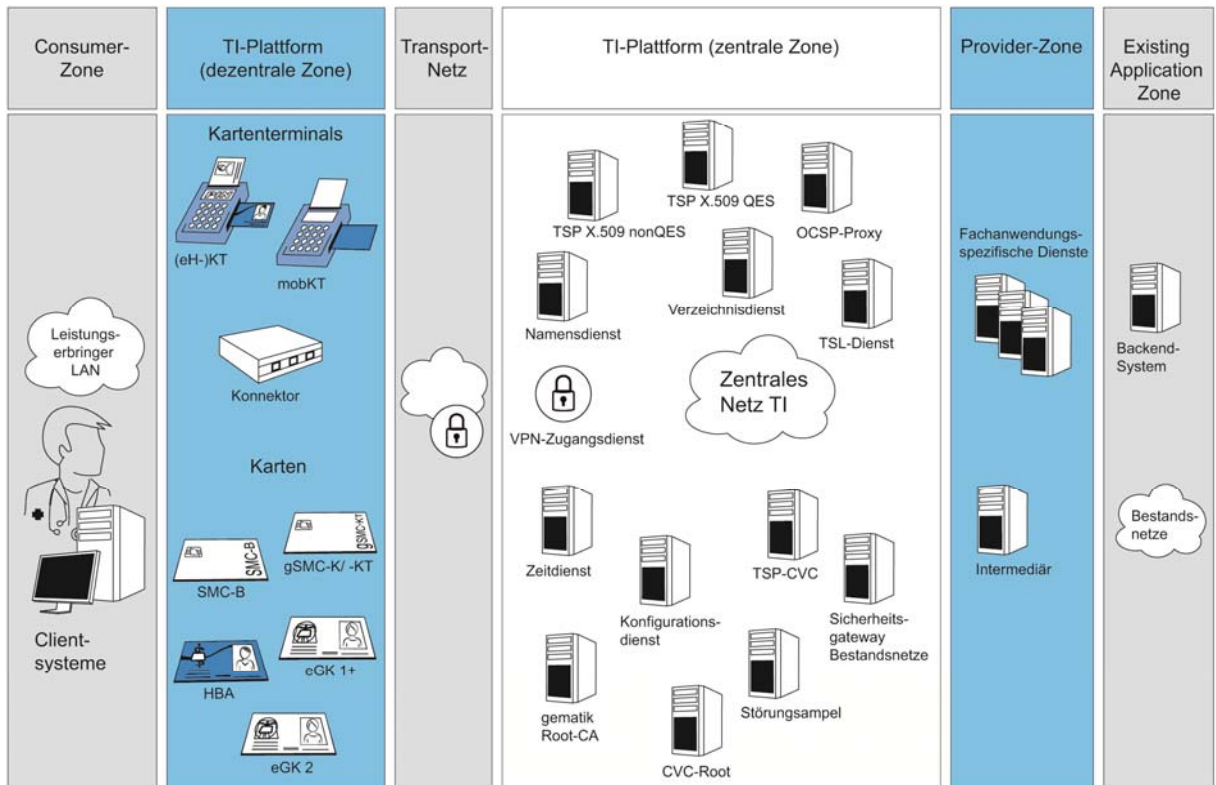 Consumer-
Zone
TI-Plattform
(dezentrale Zone)
Transport-
Netz
TI-Plattform (zentrale Zone)
Provider-Zone
Existing
Application
Zone
Leistungs-
erbringer
LAN
Client-
systeme
Kartenterminals
(eH-)KT
mobKT
Konnektor
Karten
SMC-B
SMC-B
gSMC-KT
gSMC-K/ -KT
HBA
eGK 1+
eGK 2
TSP X.509 nonQES
TSP X.509 QES
OCSP-Proxy
Namensdienst
Verzeichnisdienst
TSL-Dienst
VPN-Zugangsdienst
Zentrales
Netz TI
Zeitdienst
Konfigurations-
dienst
TSP-CVC
Sicherheits-
gateway
Bestandsnetze
gematik
Root-CA
CVC-Root
Störungsampel
Fachanwendungs-
spezifische Dienste
Intermediär
Backend-
System
Bestands-
netze